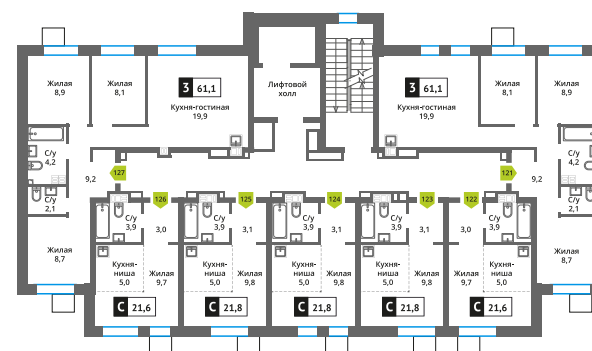 Жилая
8,9
Жилая
8,1
3 61,1
Кухня-гостиная
19,9
Лифтовой
холл
3 61,1
Кухня-гостиная
19,9
Жилая
8,1
Жилая
8,9
С/у
4,2
9,2
127
121
9,2
С/у
4,2
С/у
2,1
126
125
124
123
122
С/у
2,1
С/у
3,9
3,0
С/у
3,9
3,1
С/у
3,9
3,1
С/у
3,9
3,1
3,0
С/у
3,9
Жилая
8,7
Жилая
8,7
Кухня-
ниша
5,0
Жилая
9,7
Кухня-
ниша
5,0
Жилая
9,8
Кухня-
ниша
5,0
Жилая
9,8
Кухня-
ниша
5,0
Жилая
9,8
Жилая
9,7
Кухня-
ниша
5,0
С 21,6
С 21,8
С 21,8
С 21,8
С 21,6